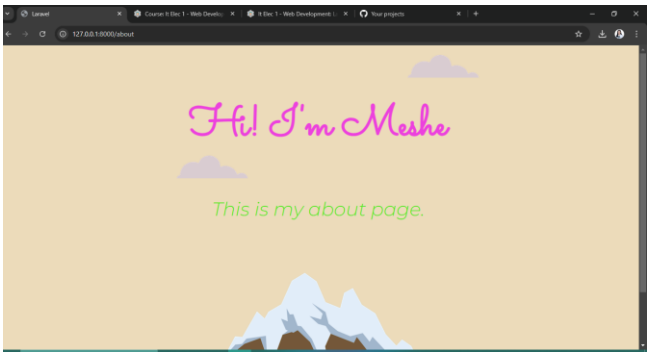 Laravel
Course: It Elec 1 - Web Develop
It Elec 1 - Web Development: L
Your projects
127.0.0.1:8000/about
Hi! I'm Meshe
This is my about page.